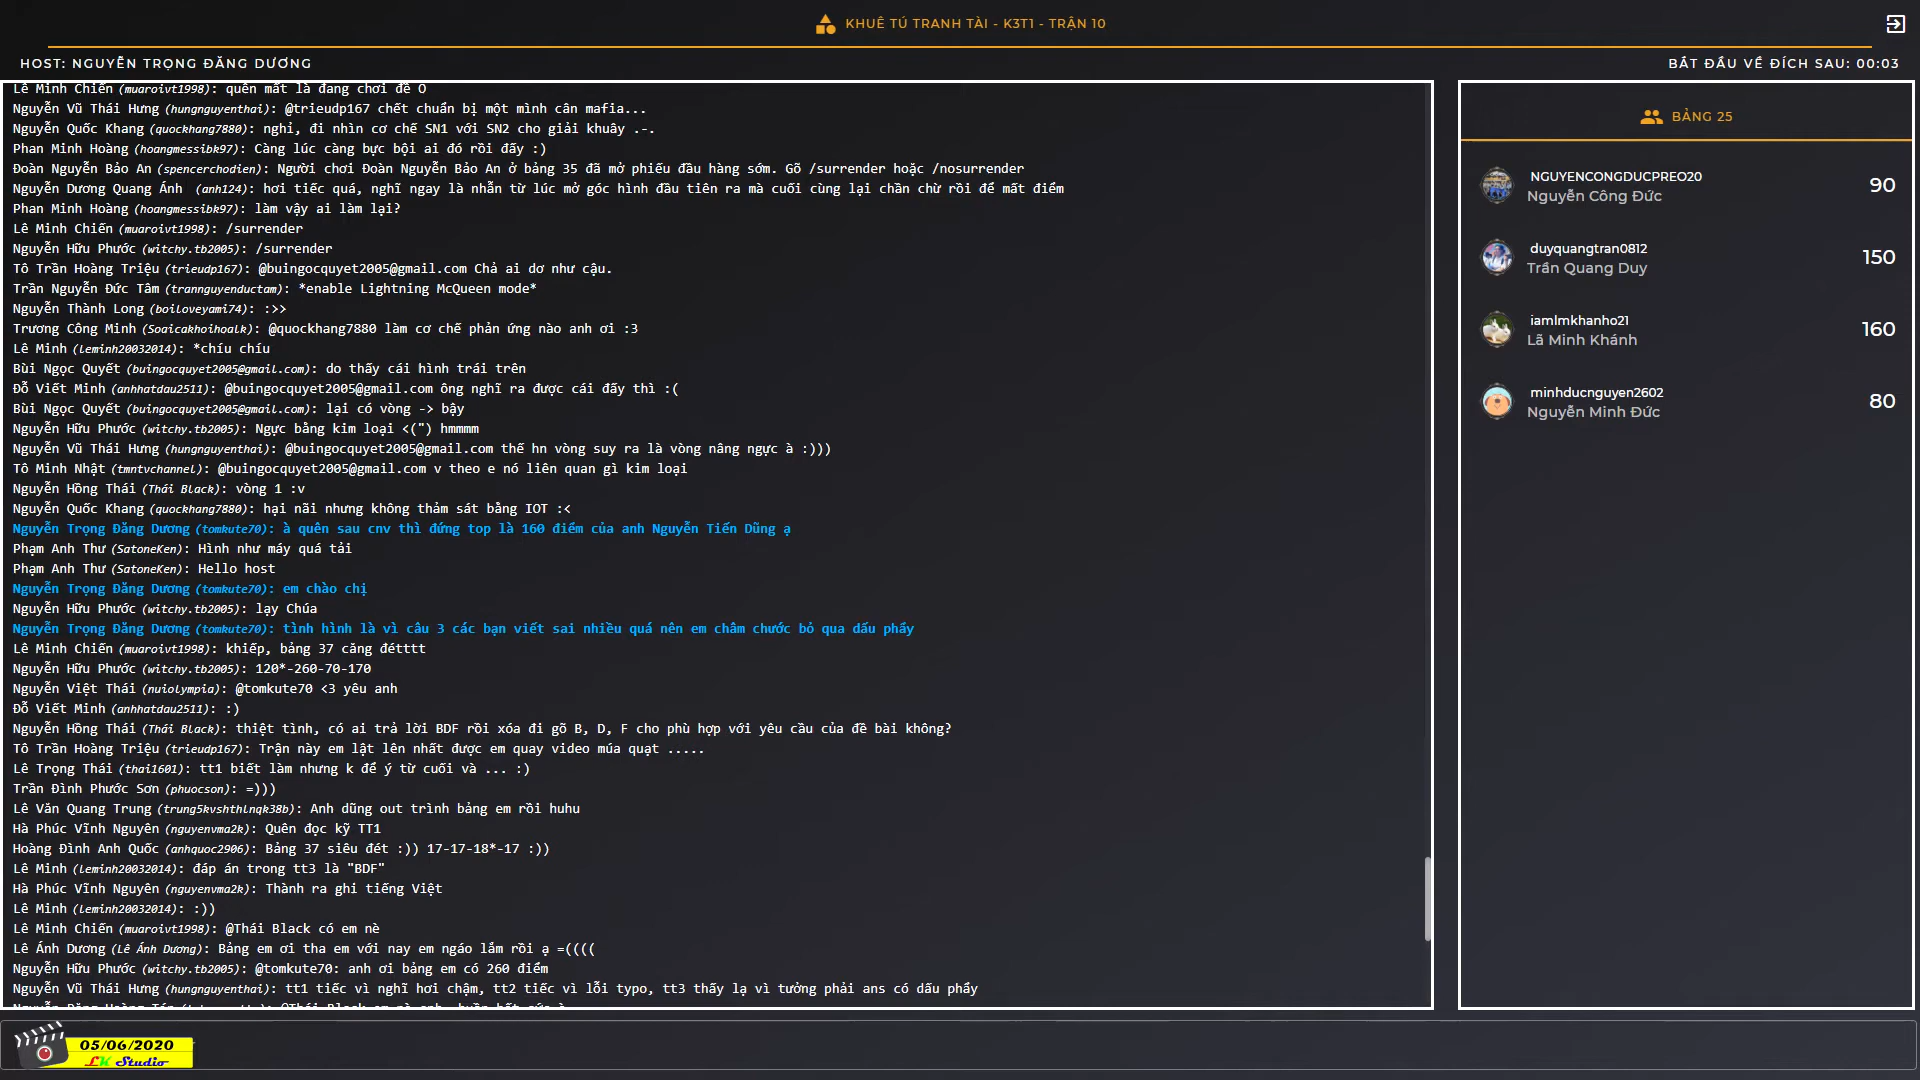 KHUÊ TÚ TRANH TÀI - K3T1 - TRẬN 10
HOST: NGUYỄN TRỌNG ĐĂNG DƯƠNG
BẮT ĐẦU VỀ ĐÍCH SAU: 00:03
Lê Minh Chiến (muaroivt1998): quên mất là đang chơi đề O
Nguyễn Vũ Thái Hưng (hungnguyenthai): @trieudp167 chết chuẩn bị một mình cân mafia...
Nguyễn Quốc Khang (quockhang7880): nghỉ, đi nhìn cơ chế SN1 với SN2 cho giải khuây .-.
Phan Minh Hoàng (hoangmessibk97): Càng lúc càng bực bội ai đó rồi đấy :)
Đoàn Nguyễn Bảo An (spencerchodien): Người chơi Đoàn Nguyễn Bảo An ở bảng 35 đã mở phiếu đầu hàng sớm. Gõ /surrender hoặc /nosurrender
Nguyễn Dương Quang Ánh (anh124): hơi tiếc quá, nghĩ ngay là nhẫn từ lúc mở góc hình đầu tiên ra mà cuối cùng lại chần chừ rồi để mất điểm
Phan Minh Hoàng (hoangmessibk97): làm vậy ai làm lại?
Lê Minh Chiến (muaroivt1998): /surrender
Nguyễn Hữu Phước (witchy.tb2005): /surrender
Tô Trần Hoàng Triệu (trieudp167): @buingocquyet2005@gmail.com Chả ai dơ như cậu.
Trần Nguyễn Đức Tâm (trannguyenductam): *enable Lightning McQueen mode*
Nguyễn Thành Long (boiloveyami74): :>>
Trương Công Minh (Soaicakhoihoalk): @quockhang7880 làm cơ chế phản ứng nào anh ơi :3
Lê Minh (leminh20032014): *chíu chíu
Bùi Ngọc Quyết (buingocquyet2005@gmail.com): do thấy cái hình trái trên
Đỗ Viết Minh (anhhatdau2511): @buingocquyet2005@gmail.com ông nghĩ ra được cái đấy thì :(
Bùi Ngọc Quyết (buingocquyet2005@gmail.com): lại có vòng -> bậy
Nguyễn Hữu Phước (witchy.tb2005): Ngực bằng kim loại <(") hmmmm
Nguyễn Vũ Thái Hưng (hungnguyenthai): @buingocquyet2005@gmail.com thế hn vòng suy ra là vòng nâng ngực à :)))
Tô Minh Nhật (tmntvchannel): @buingocquyet2005@gmail.com v theo e nó liên quan gì kim loại
Nguyễn Hồng Thái (Thái Black): vòng 1 :v
Nguyễn Quốc Khang (quockhang7880): hại nãi nhưng không thảm sát bằng IOT :<
Nguyễn Trọng Đăng Dương (tomkute70): à quên sau cnv thì đứng top là 160 điểm của anh Nguyễn Tiến Dũng ạ
Phạm Anh Thư (SatoneKen): Hình như máy quá tải
Phạm Anh Thư (SatoneKen): Hello host
Nguyễn Trọng Đăng Dương (tomkute70): em chào chị
Nguyễn Hữu Phước (witchy.tb2005): lạy Chúa
Nguyễn Trọng Đăng Dương (tomkute70): tình hình là vì câu 3 các bạn viết sai nhiều quá nên em châm chước bỏ qua dấu phẩy
Lê Minh Chiến (muaroivt1998): khiếp, bảng 37 căng đétttt
Nguyễn Hữu Phước (witchy.tb2005): 120*-260-70-170
Nguyễn Việt Thái (nuiolympia): @tomkute70 <3 yêu anh
Đỗ Viết Minh (anhhatdau2511): :)
Nguyễn Hồng Thái (Thái Black): thiệt tình, có ai trả lời BDF rồi xóa đi gõ B, D, F cho phù hợp với yêu cầu của đề bài không?
Tô Trần Hoàng Triệu (trieudp167): Trận này em lật lên nhất được em quay video múa quạt .....
Lê Trọng Thái (thai1601): tt1 biết làm nhưng k để ý từ cuối và ... :)
Trần Đình Phước Sơn (phuocson): =)))
Lê Văn Quang Trung (trung5kvshthlnqk38b): Anh dũng out trình bảng em rồi huhu
Hà Phúc Vĩnh Nguyên (nguyenvma2k): Quên đọc kỹ TT1
Hoàng Đình Anh Quốc (anhquoc2906): Bảng 37 siêu đét :)) 17-17-18*-17 :))
Lê Minh (leminh20032014): đáp án trong tt3 là "BDF"
Hà Phúc Vĩnh Nguyên (nguyenvma2k): Thành ra ghi tiếng Việt
Lê Minh (leminh20032014): :))
Lê Minh Chiến (muaroivt1998): @Thái Black có em nè
Lê Ánh Dương (Lê Ánh Dương): Bảng em ơi tha em với nay em ngáo lắm rồi ạ =((((
Nguyễn Hữu Phước (witchy.tb2005): @tomkute70: anh ơi bảng em có 260 điểm
Nguyễn Vũ Thái Hưng (hungnguyenthai): tt1 tiếc vì nghĩ hơi chậm, tt2 tiếc vì lỗi typo, tt3 thấy lạ vì tưởng phải ans có dấu phẩy
BẢNG 25
NGUYENCONGDUCPREO20
Nguyễn Công Đức
90
duyquangtran0812
Trần Quang Duy
150
iamlmkhanho21
Lã Minh Khánh
160
minhducnguyen2602
Nguyễn Minh Đức
80
05/06/2020
LK Studio